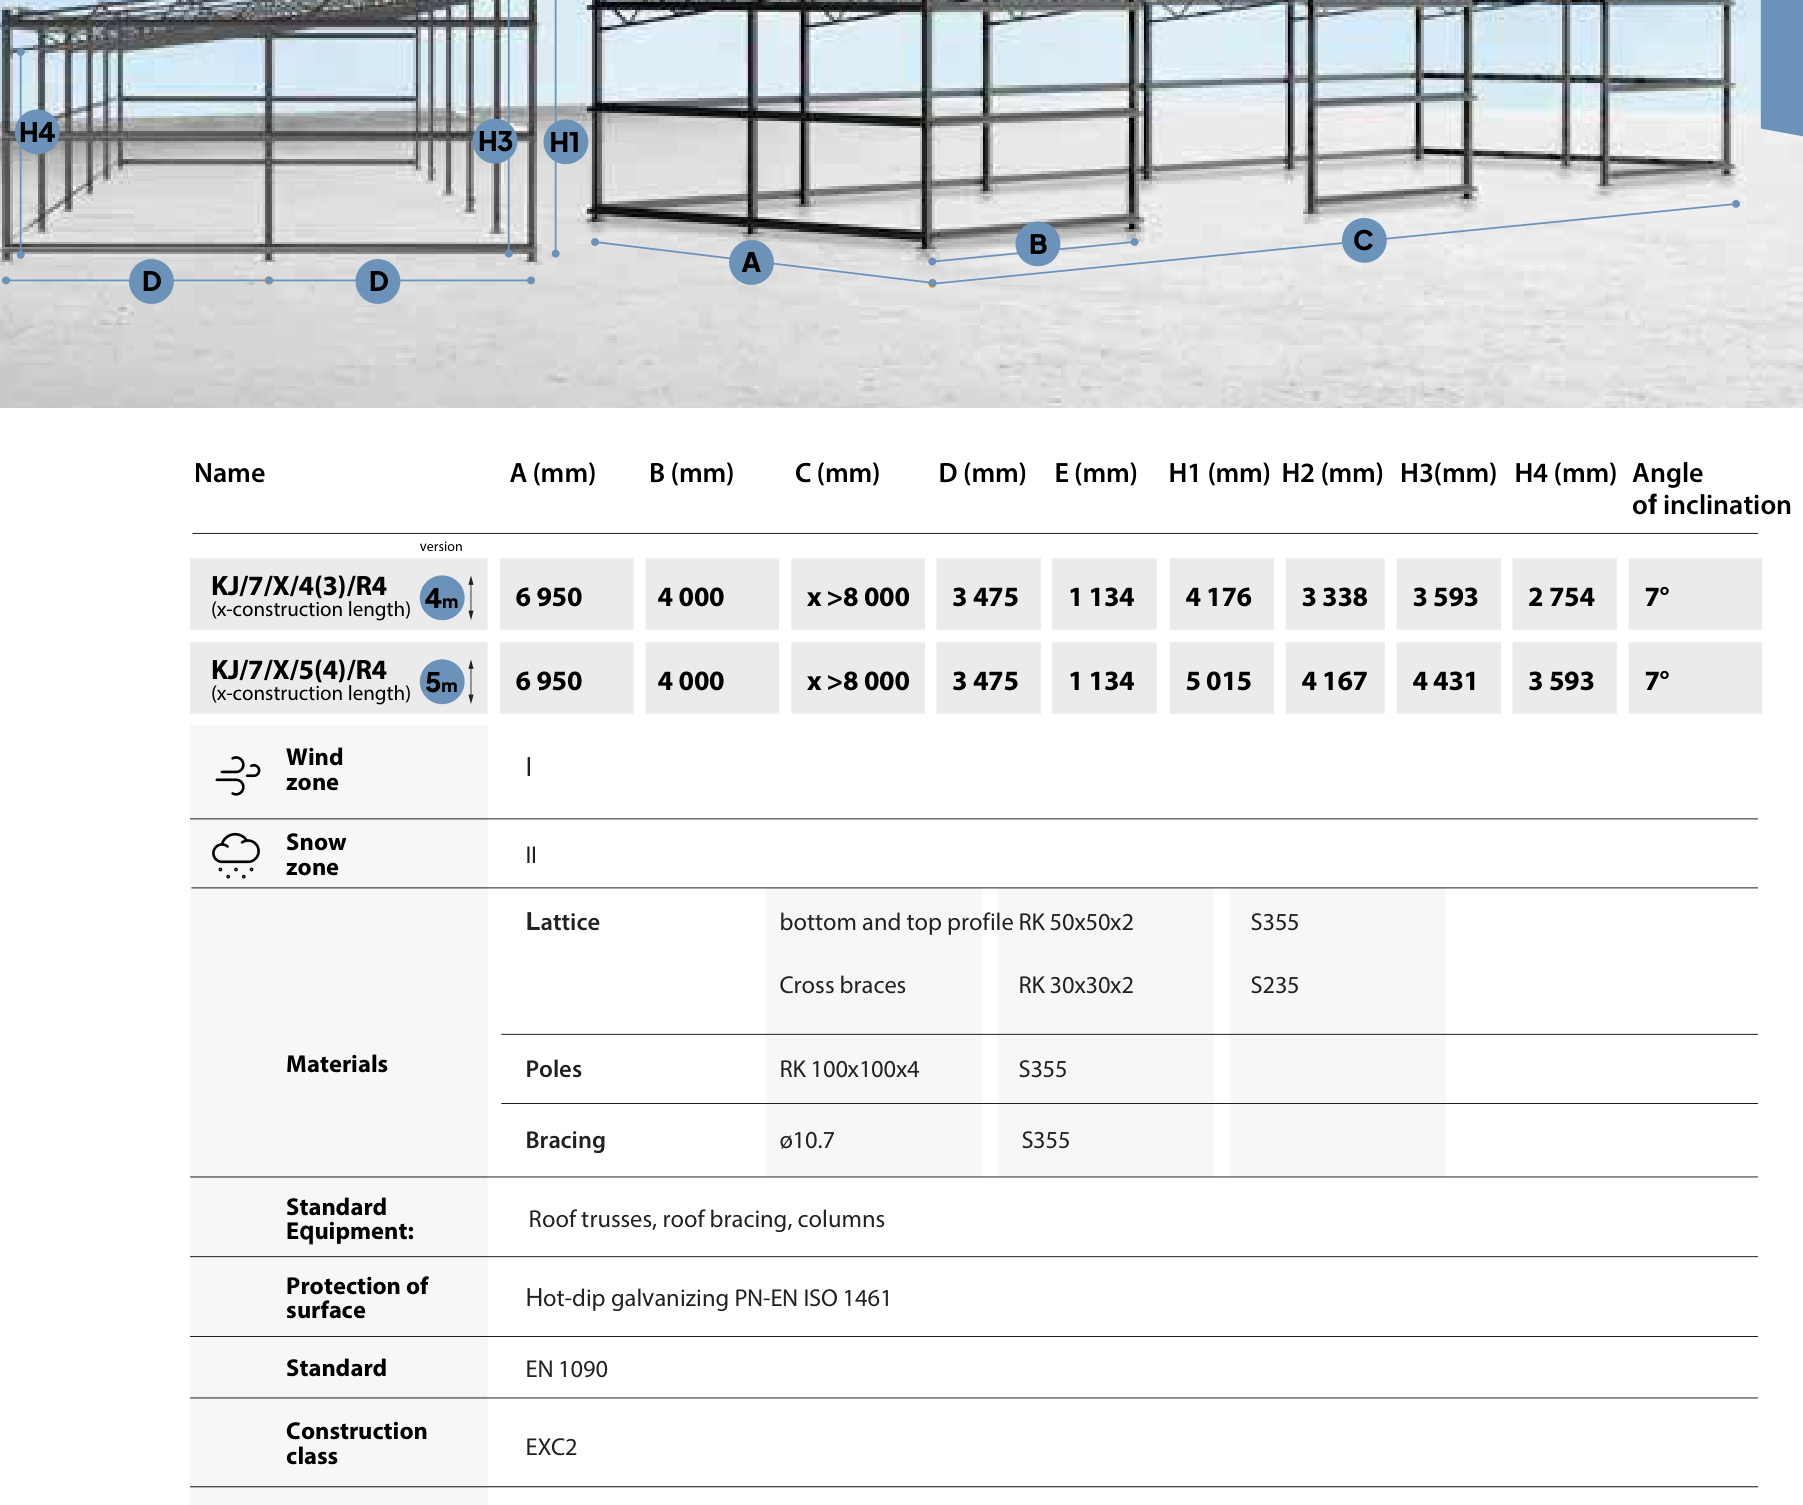 H4
H3
H1
D
D
A
B
C
Name A (mm) B (mm) C (mm) D (mm) E (mm) H1 (mm) H2 (mm) H3(mm) H4 (mm) Angle
of inclination
version
KJ/7/X/4(3)/R4 4m 6 950 4 000 x >8 000 3 475 1 134 4 176 3 338 3 593 2 754 7°
(x-construction length)
KJ/7/X/5(4)/R4 5m 6 950 4 000 x >8 000 3 475 1 134 5 015 4 167 4 431 3 593 7°
(x-construction length)
Wind
zone
I
Snow
zone
II
Materials
Lattice bottom and top profile RK 50x50x2 S355
Cross braces RK 30x30x2 S235
Poles RK 100x100x4 S355
Bracing ø10.7 S355
Standard
Equipment:
Roof trusses, roof bracing, columns
Protection of
surface
Hot-dip galvanizing PN-EN ISO 1461
Standard EN 1090
Construction
class
EXC2